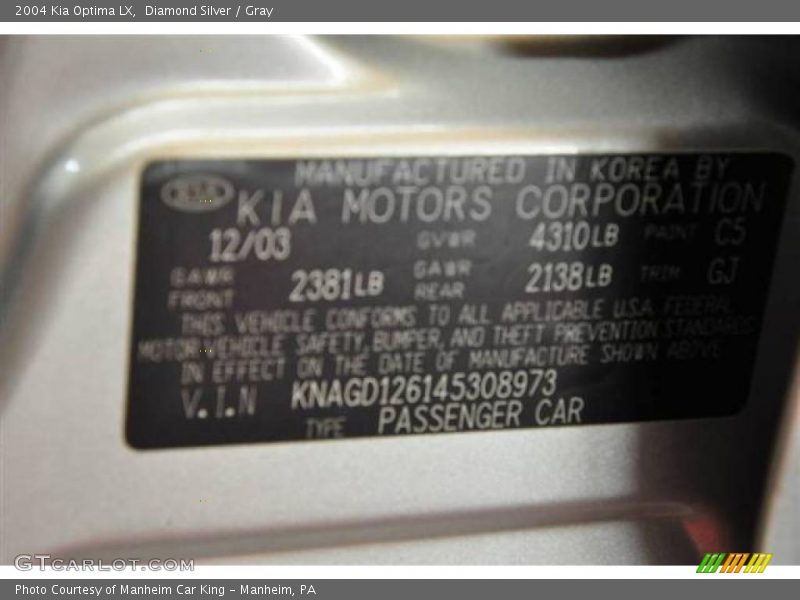 2004 Kia Optima LX,  Diamond Silver / Gray
MANUFACTURED IN KOREA BY
KIA KIA MOTORS CORPORATION
12/03 GVWR 4310LB PAINT C5
GAWR FRONT 2381LB GAWR REAR 2138LB TRIM GJ
THIS VEHICLE CONFORMS TO ALL APPLICABLE U.S.A. FEDERAL
MOTOR VEHICLE SAFETY, BUMPER, AND THEFT PREVENTION STANDARDS
IN EFFECT ON THE DATE OF MANUFACTURE SHOWN ABOVE
V.I.N KNAGD126145308973
TYPE PASSENGER CAR
GTCARLOT.COM
Photo Courtesy of Manheim Car King - Manheim, PA